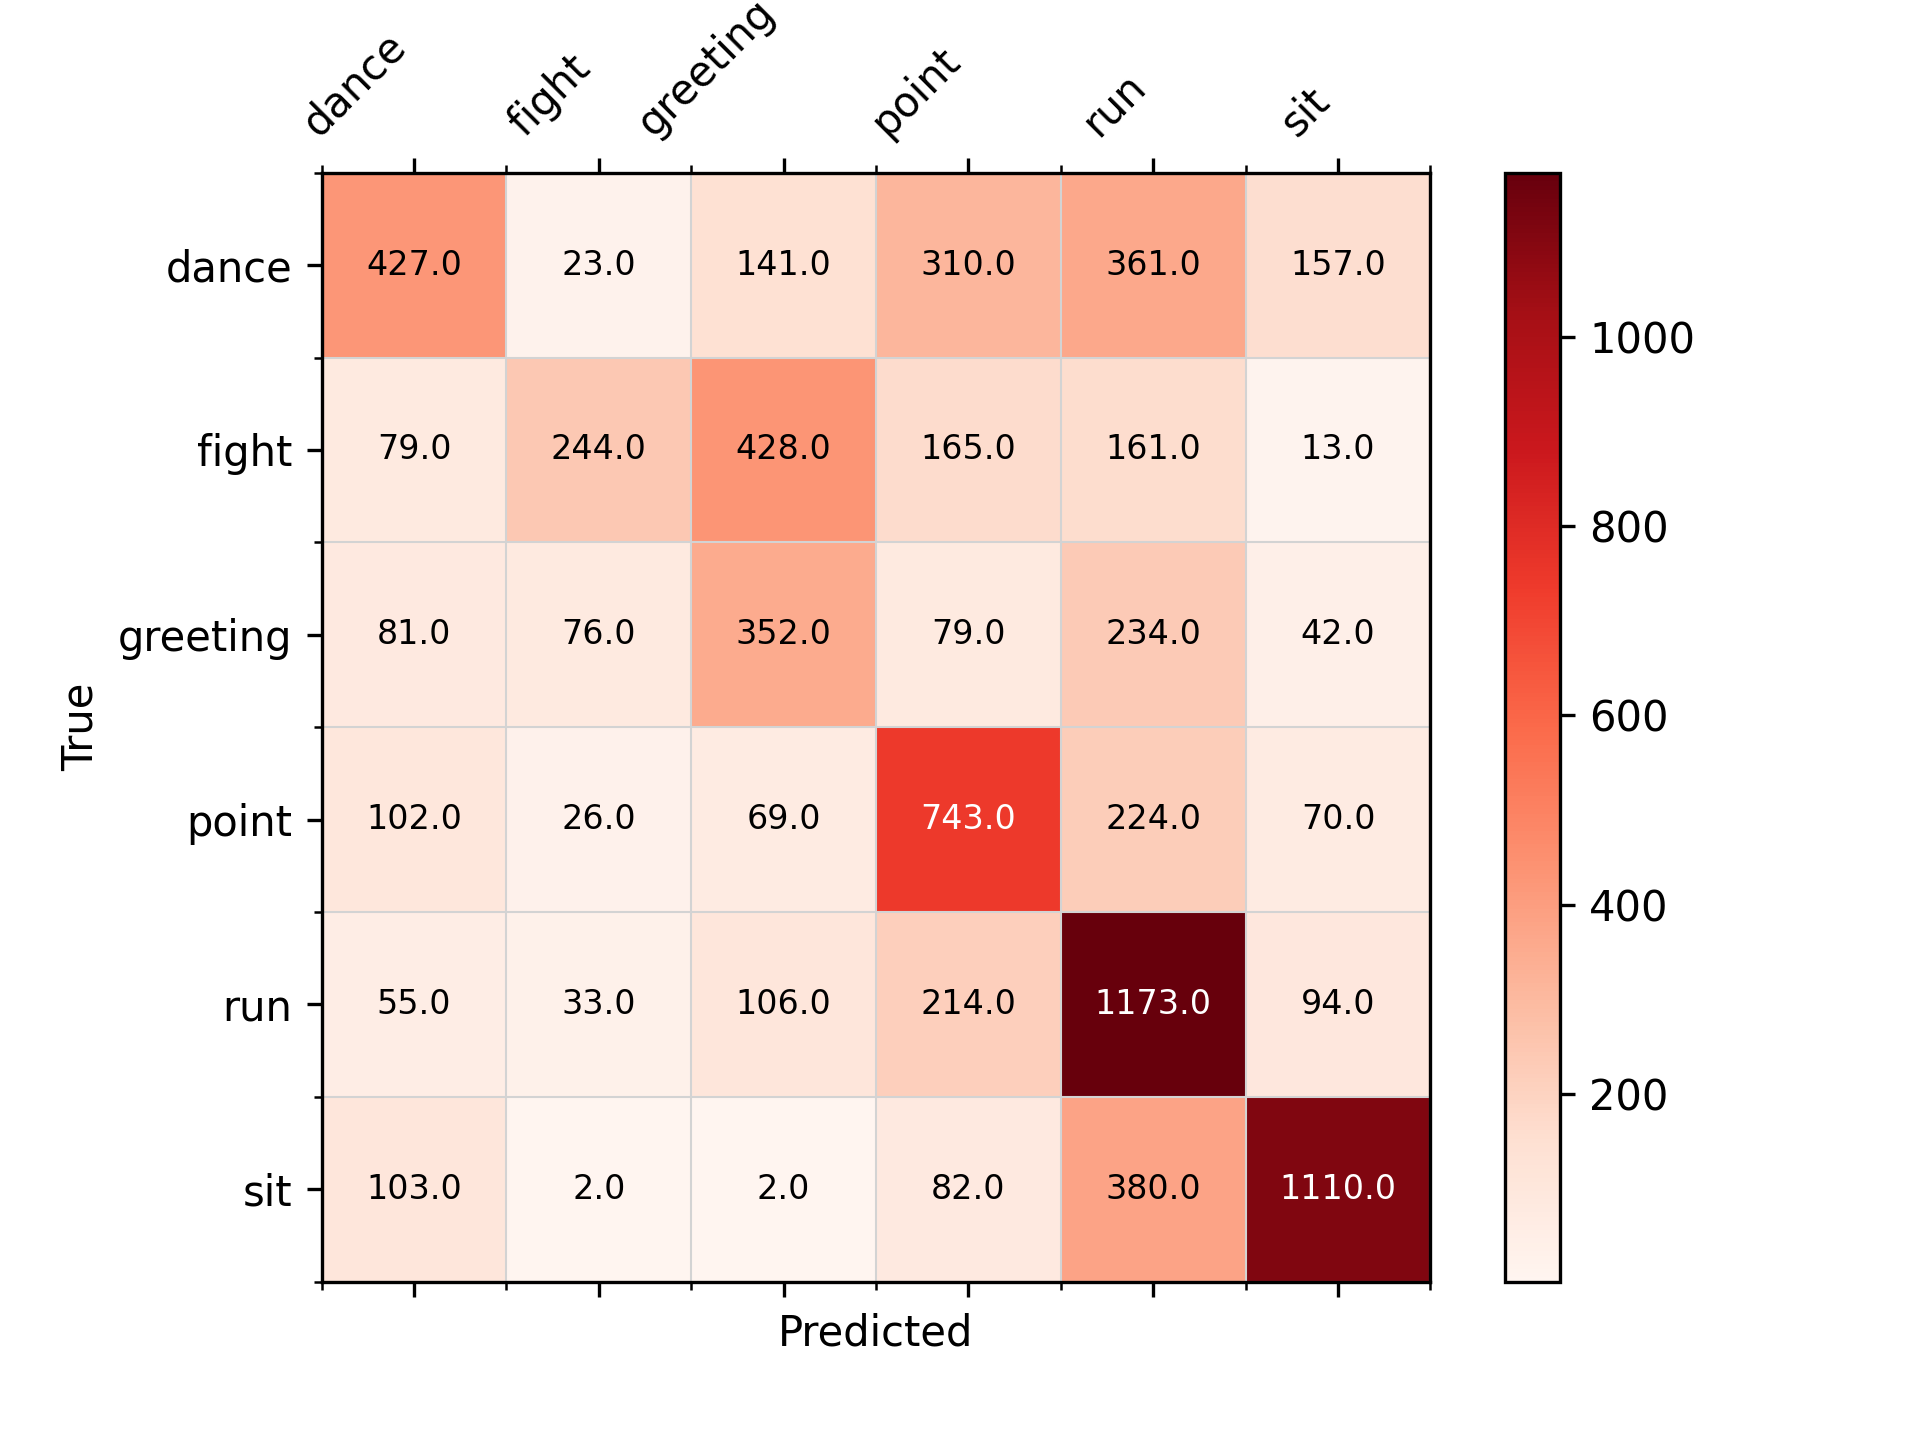 dance fight greeting point run sit
dance 427.0 23.0 141.0 310.0 361.0 157.0
fight 79.0 244.0 428.0 165.0 161.0 13.0
greeting 81.0 76.0 352.0 79.0 234.0 42.0
point 102.0 26.0 69.0 743.0 224.0 70.0
run 55.0 33.0 106.0 214.0 1173.0 94.0
sit 103.0 2.0 2.0 82.0 380.0 1110.0
True
Predicted
1000
800
600
400
200